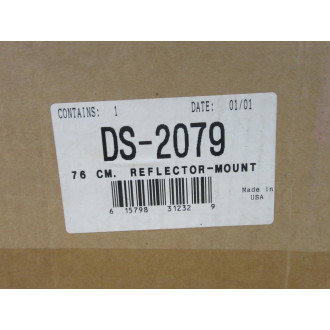 CONTAINS: 1 DATE: 01/01
DS-2079
76 CM. REFLECTOR-MOUNT
Made in
USA
6 15798 31232 9